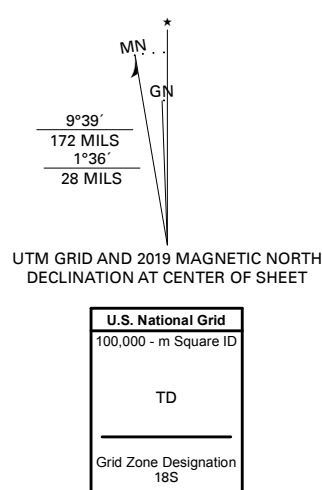 MN
GN
9°39´
172 MILS
1°36´
28 MILS
UTM GRID AND 2019 MAGNETIC NORTH
DECLINATION AT CENTER OF SHEET
U.S. National Grid
100,000 - m Square ID
TD
Grid Zone Designation
18S